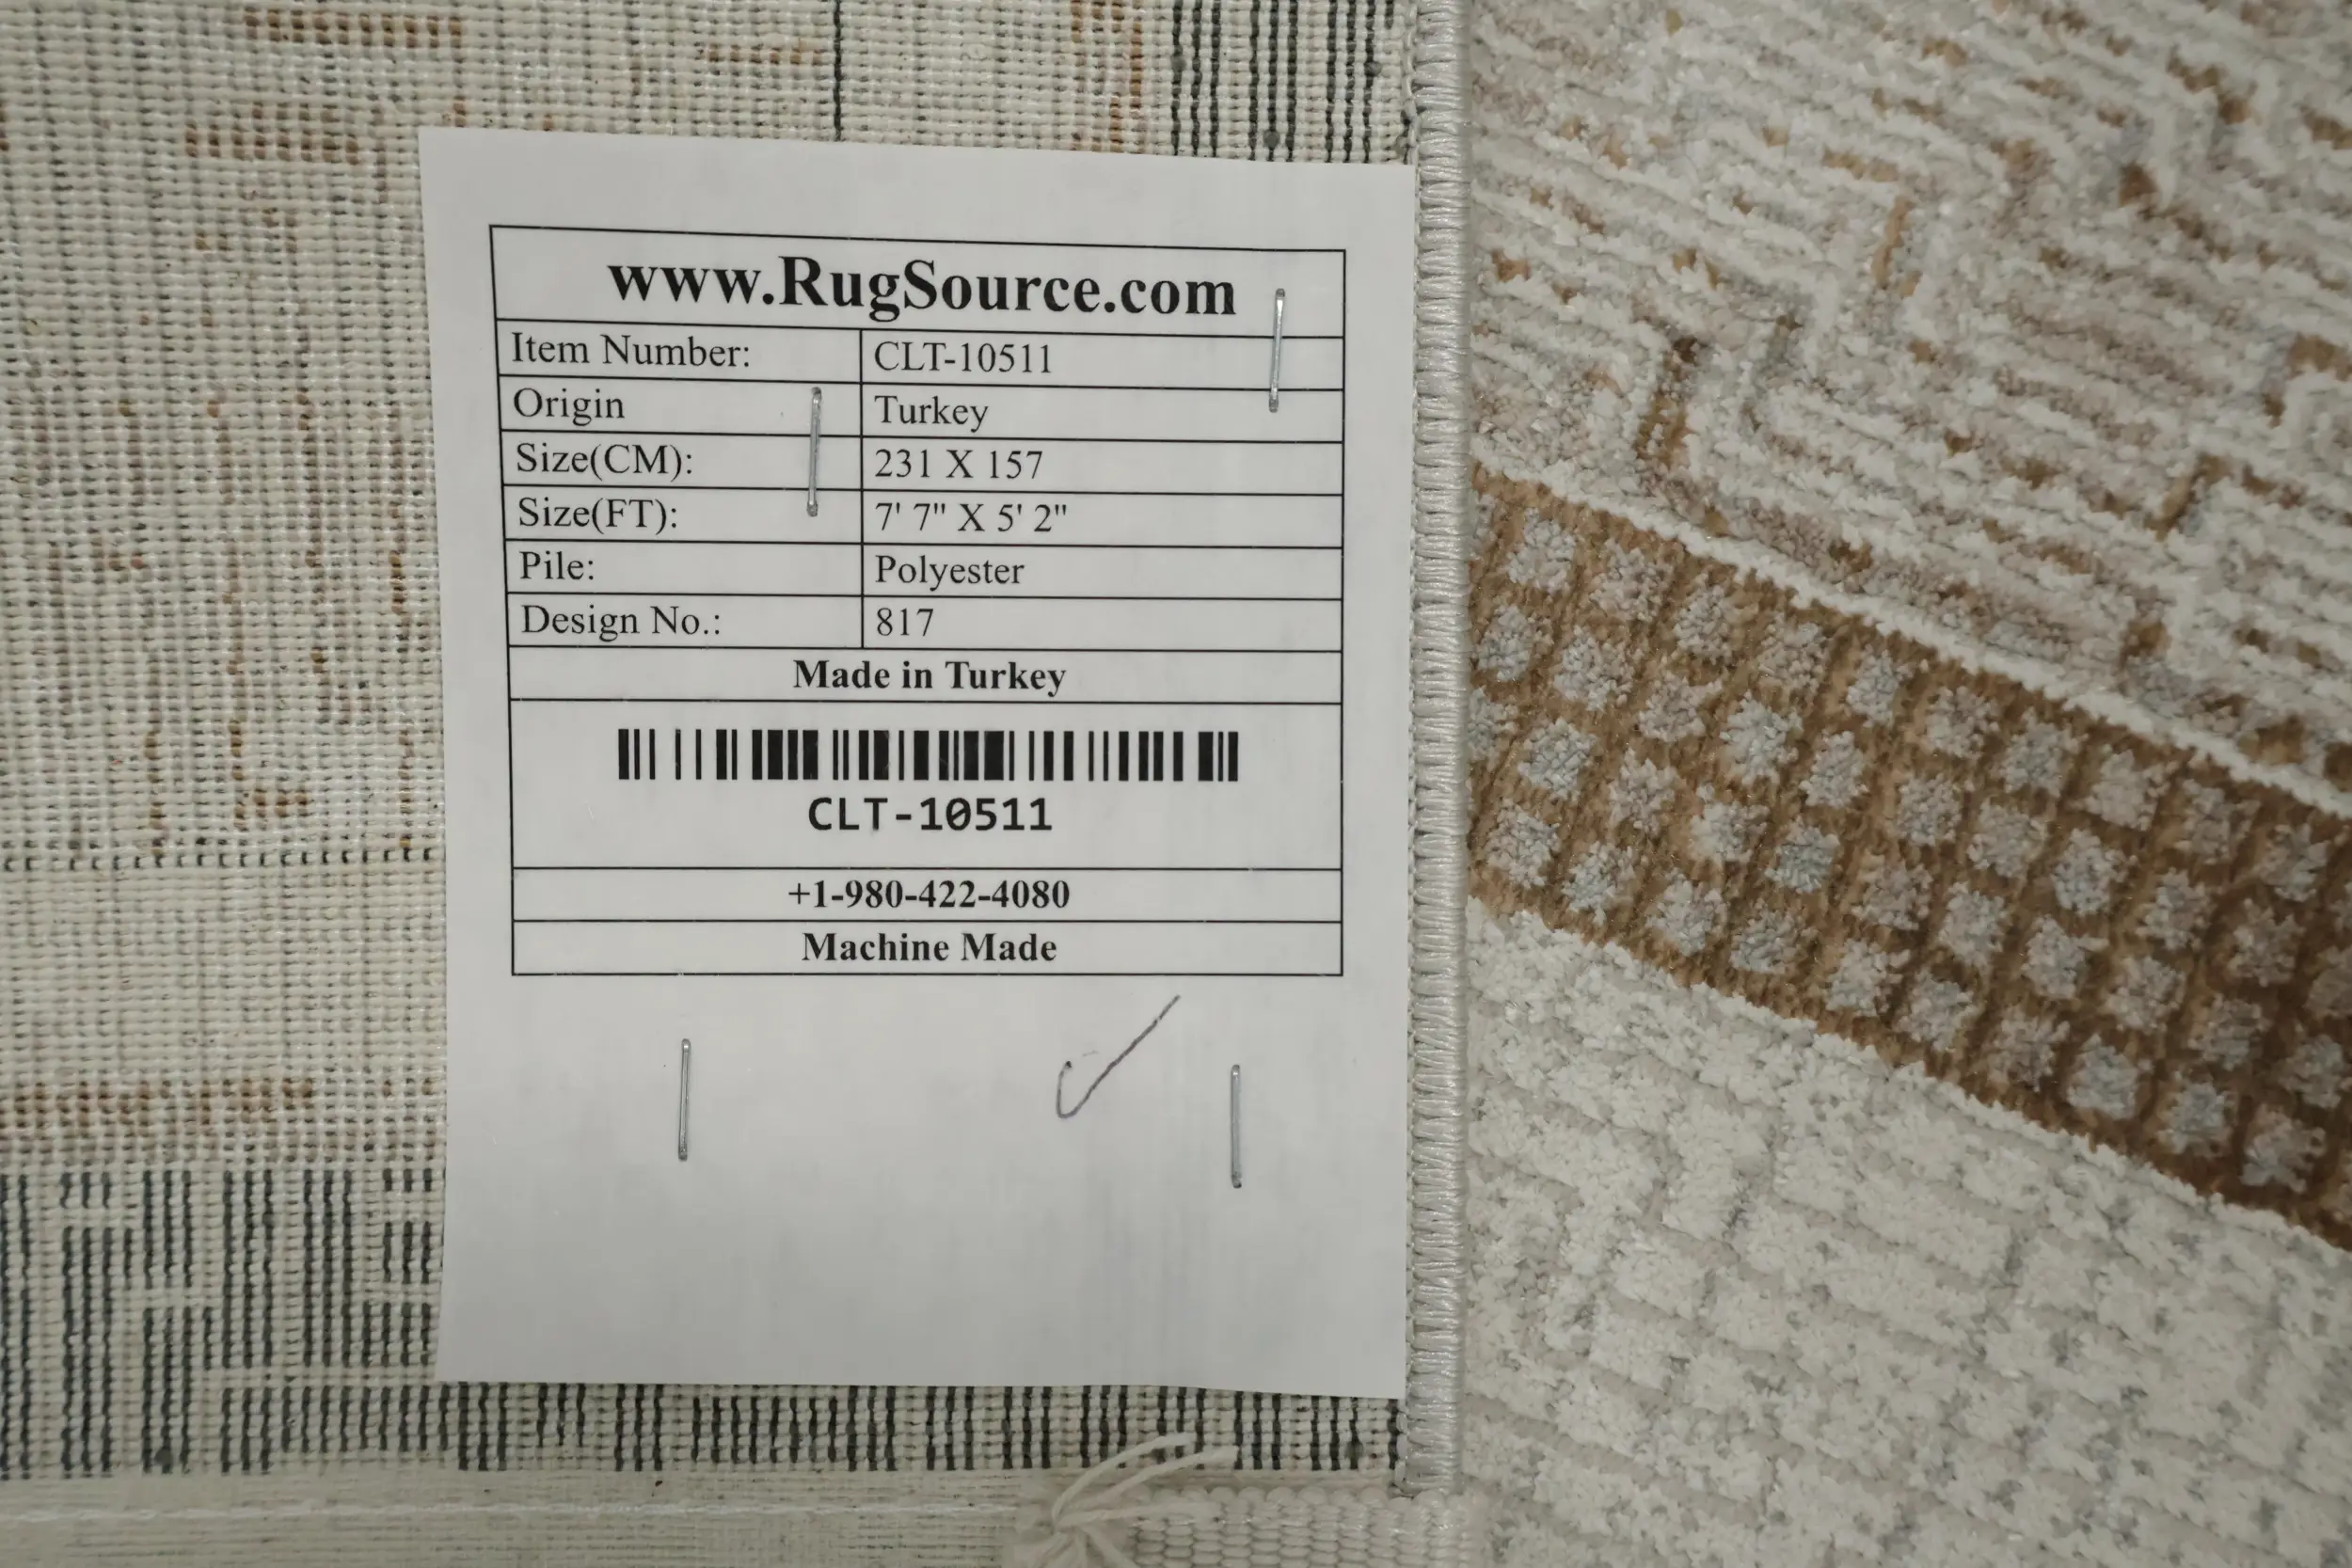 www.RugSource.com
Item Number: CLT-10511
Origin Turkey
Size(CM): 231 X 157
Size(FT): 7' 7" X 5' 2"
Pile: Polyester
Design No.: 817
Made in Turkey
CLT-10511
+1-980-422-4080
Machine Made